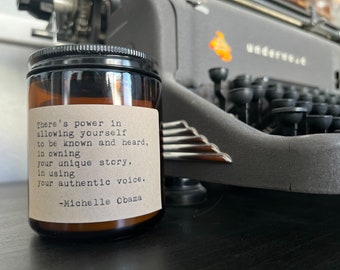 There's power in
allowing yourself
to be known and heard,
in owning
your unique story,
in using
your authentic voice.
-Michelle Obama
underwood